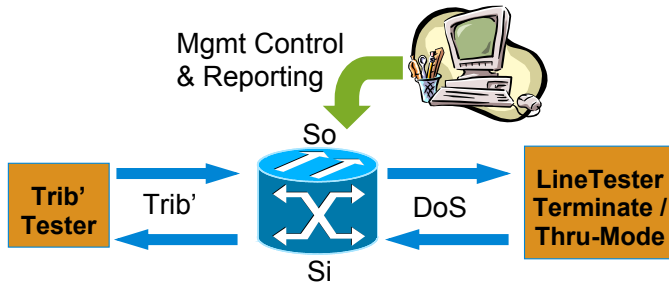 Mgmt Control
& Reporting
So
Trib'
Tester
Trib'
DoS
LineTester
Terminate /
Thru-Mode
Si